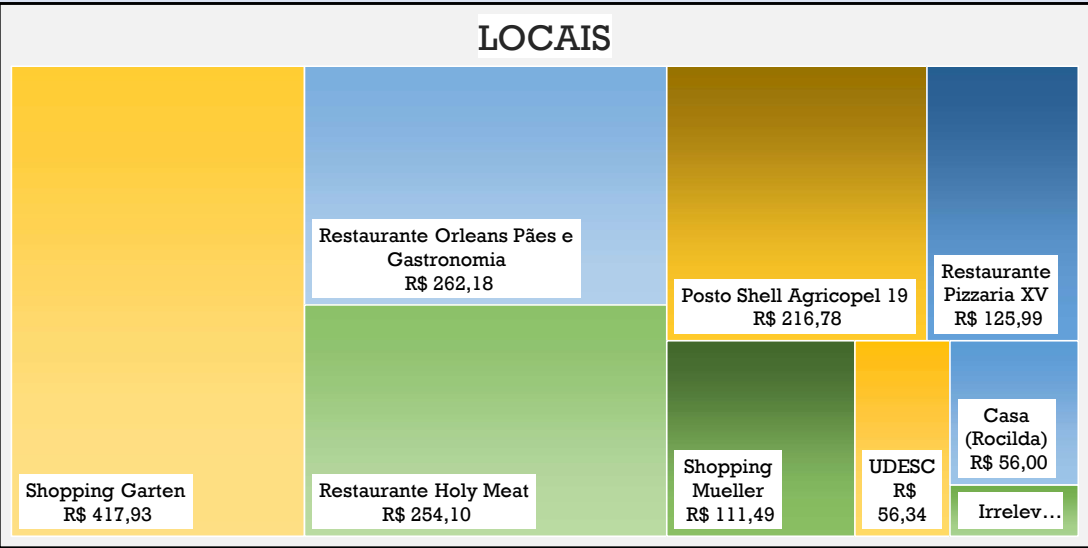 LOCAIS
Shopping Garten
R$ 417,93
Restaurante Orleans Pães e
Gastronomia
R$ 262,18
Restaurante Holy Meat
R$ 254,10
Posto Shell Agricopel 19
R$ 216,78
Restaurante
Pizzaria XV
R$ 125,99
Shopping
Mueller
R$ 111,49
UDESC
R$
56,34
Casa
(Rocilda)
R$ 56,00
Irrelev...